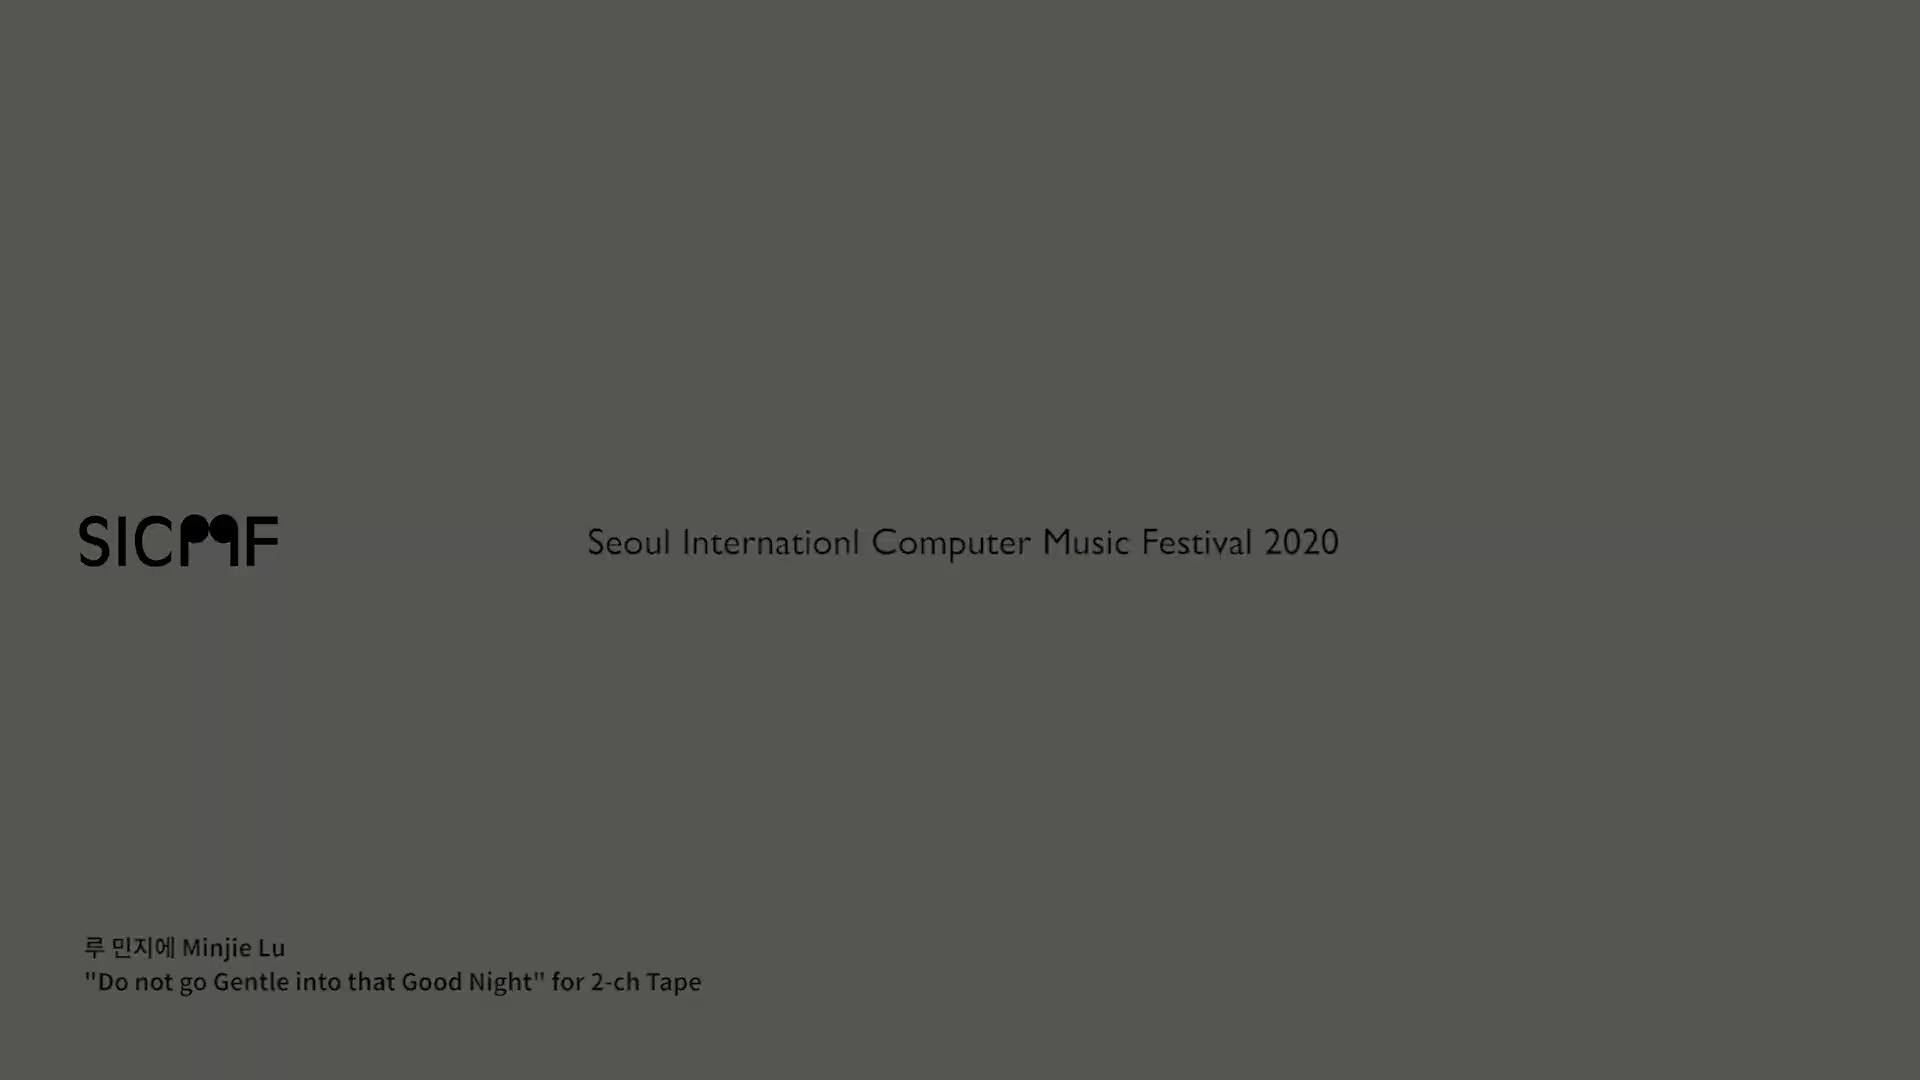 SICMF
Seoul Internationl Computer Music Festival 2020
루 민지에 Minjie Lu
"Do not go Gentle into that Good Night" for 2-ch Tape